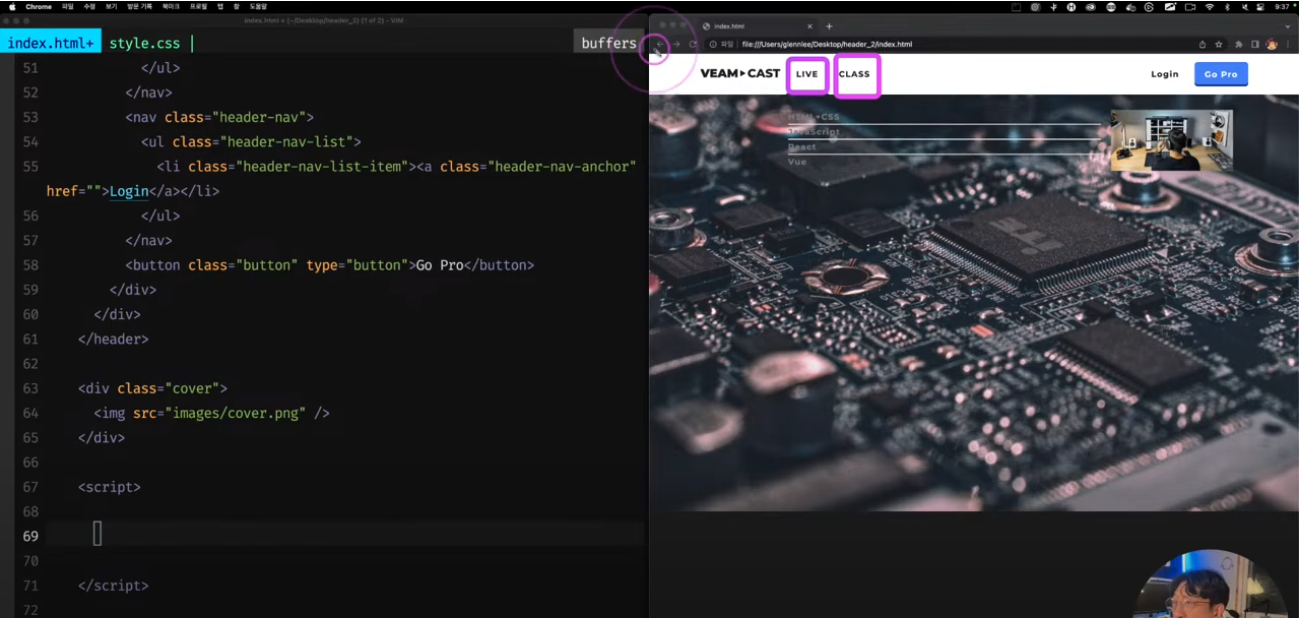 Chrome 파일 수정 보기 방문 기록 북마크 프로필 탭 창 도움말
9:37
index.html + (~/Desktop/header_2) (1 of 2) - VIM
index.html+ style.css |
buffers
51 </ul>
52 </nav>
53 <nav class="header-nav">
54 <ul class="header-nav-list">
55 <li class="header-nav-list-item"><a class="header-nav-anchor"
href="">Login</a></li>
56 </ul>
57 </nav>
58 <button class="button" type="button">Go Pro</button>
59 </div>
60 </div>
61 </header>
62
63 <div class="cover">
64 <img src="images/cover.png" />
65 </div>
66
67 <script>
68
69
70
71 </script>
72
index.html
파일 file:///Users/glennlee/Desktop/header_2/index.html
VEAM CAST LIVE CLASS Login Go Pro
HTML+CSS
JavaScript
React
Vue